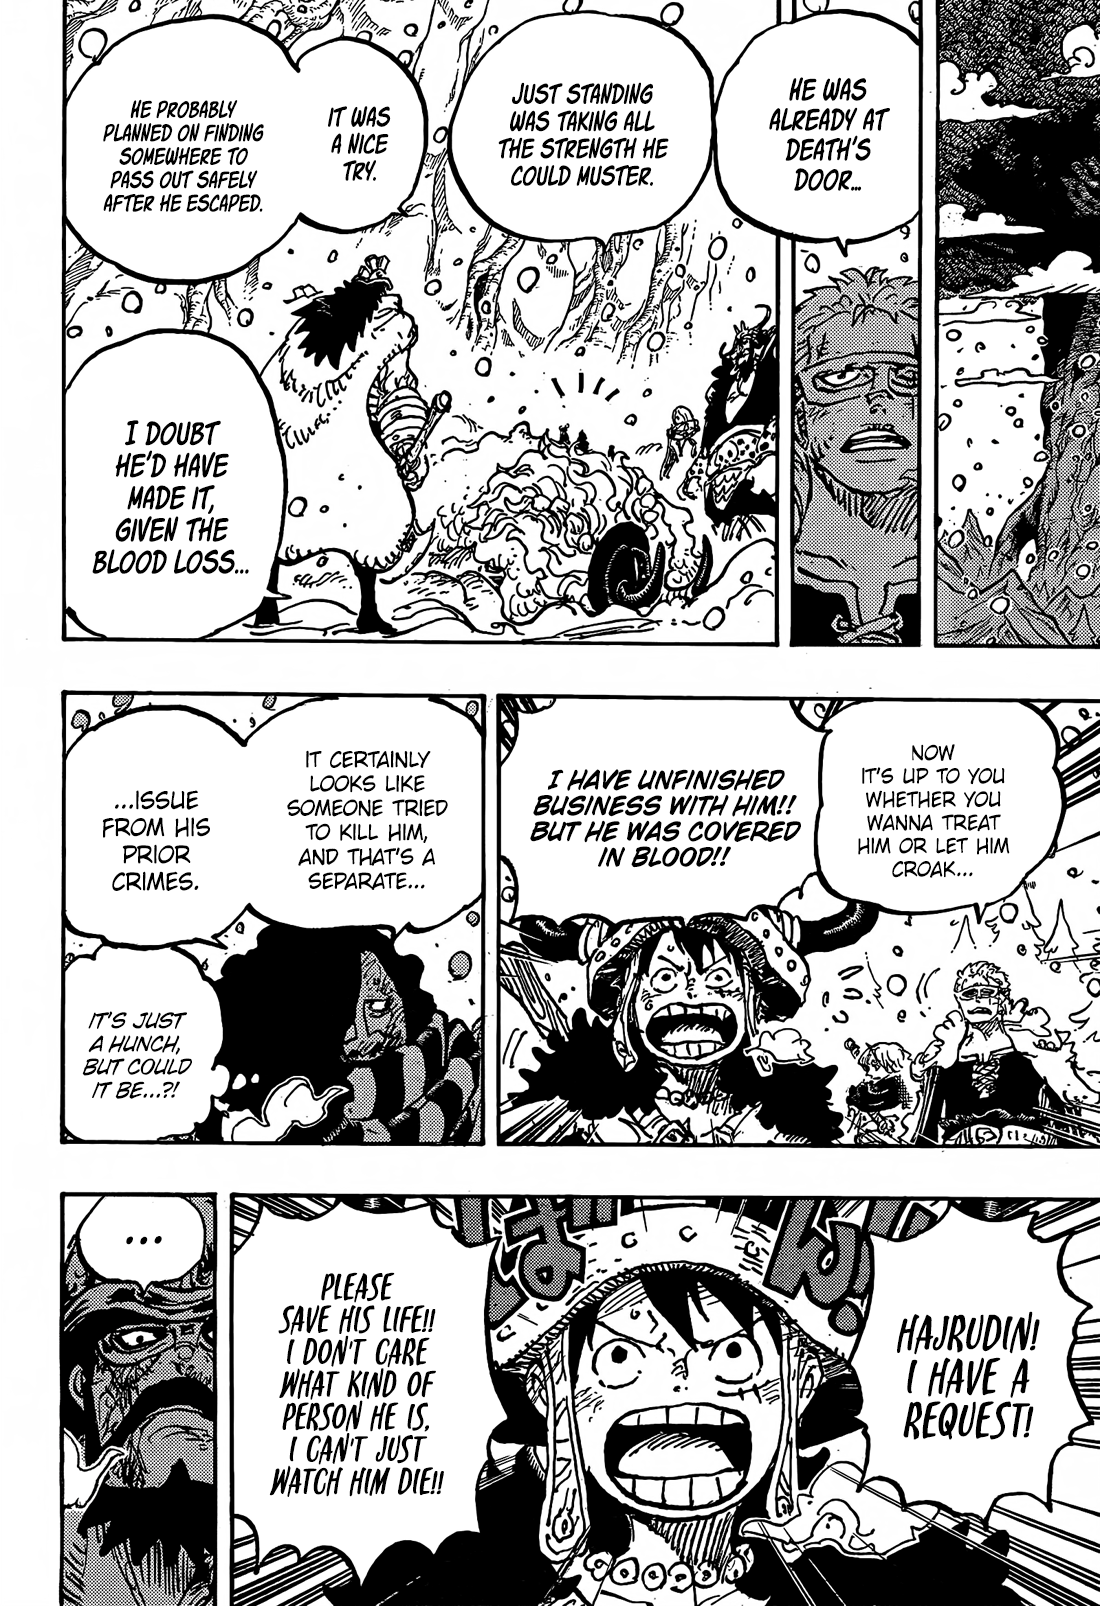 HE WAS
ALREADY AT
DEATH'S
DOOR...
JUST STANDING
WAS TAKING ALL
THE STRENGTH HE
COULD MUSTER.
IT WAS
A NICE
TRY.
HE PROBABLY
PLANNED ON FINDING
SOMEWHERE TO
PASS OUT SAFELY
AFTER HE ESCAPED.
I DOUBT
HE'D HAVE
MADE IT,
GIVEN THE
BLOOD LOSS...
NOW
IT'S UP TO YOU
WHETHER YOU
WANNA TREAT
HIM OR LET HIM
CROAK...
I HAVE UNFINISHED
BUSINESS WITH HIM!!
BUT HE WAS COVERED
IN BLOOD!!
IT CERTAINLY
LOOKS LIKE
SOMEONE TRIED
TO KILL HIM,
AND THAT'S A
SEPARATE...
...ISSUE
FROM HIS
PRIOR
CRIMES.
IT'S JUST
A HUNCH,
BUT COULD
IT BE...?!
HAJRUDIN!
I HAVE A
REQUEST!
ばん!
PLEASE
SAVE HIS LIFE!!
I DON'T CARE
WHAT KIND OF
PERSON HE IS,
I CAN'T JUST
WATCH HIM DIE!!
...